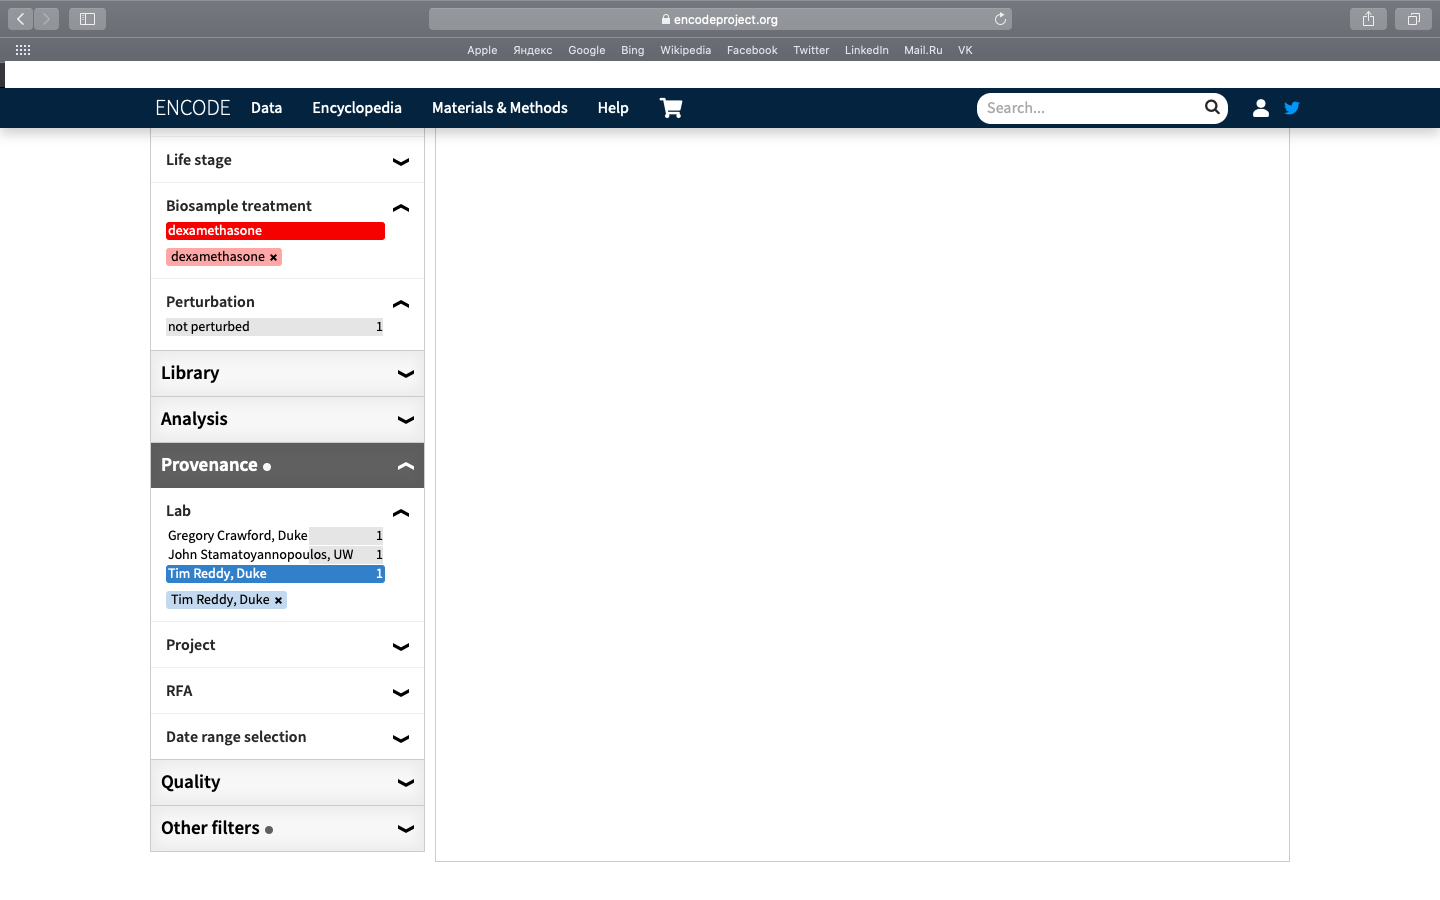 encodeproject.org
Apple Яндекс Google Bing Wikipedia Facebook Twitter LinkedIn Mail.Ru VK
ENCODE Data Encyclopedia Materials & Methods Help Search...
Life stage
Biosample treatment
dexamethasone
dexamethasone ×
Perturbation
not perturbed 1
Library
Analysis
Provenance
Lab
Gregory Crawford, Duke 1
John Stamatoyannopoulos, UW 1
Tim Reddy, Duke 1
Tim Reddy, Duke ×
Project
RFA
Date range selection
Quality
Other filters